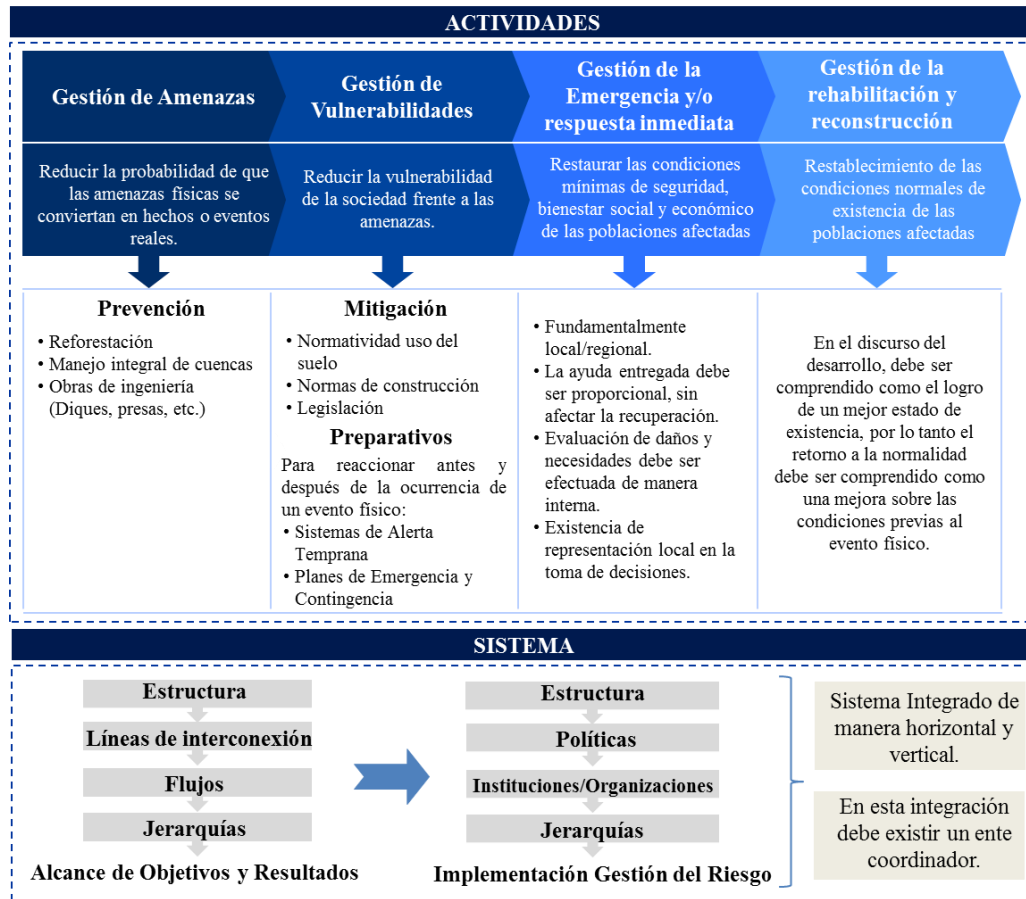 ACTIVIDADES
Gestión de Amenazas
Gestión de
Vulnerabilidades
Gestión de la
Emergencia y/o
respuesta inmediata
Gestión de la
rehabilitación y
reconstrucción
Reducir la probabilidad de que
las amenazas físicas se
conviertan en hechos o eventos
reales.
Reducir la vulnerabilidad
de la sociedad frente a las
amenazas.
Restaurar las condiciones
mínimas de seguridad,
bienestar social y económico
de las poblaciones afectadas
Restablecimiento de las
condiciones normales de
existencia de las
poblaciones afectadas
Prevención
• Reforestación
• Manejo integral de cuencas
• Obras de ingeniería
(Diques, presas, etc.)
Mitigación
• Normatividad uso del
suelo
• Normas de construcción
• Legislación
Preparativos
Para reaccionar antes y
después de la ocurrencia de
un evento físico:
• Sistemas de Alerta
Temprana
• Planes de Emergencia y
Contingencia
• Fundamentalmente
local/regional.
• La ayuda entregada debe
ser proporcional, sin
afectar la recuperación.
• Evaluación de daños y
necesidades debe ser
efectuada de manera
interna.
• Existencia de
representación local en la
toma de decisiones.
En el discurso del
desarrollo, debe ser
comprendido como el logro
de un mejor estado de
existencia, por lo tanto el
retorno a la normalidad
debe ser comprendido como
una mejora sobre las
condiciones previas al
evento físico.
SISTEMA
Estructura
Líneas de interconexión
Flujos
Jerarquías
Alcance de Objetivos y Resultados
Estructura
Políticas
Instituciones/Organizaciones
Jerarquías
Implementación Gestión del Riesgo
Sistema Integrado de
manera horizontal y
vertical.
En esta integración
debe existir un ente
coordinador.